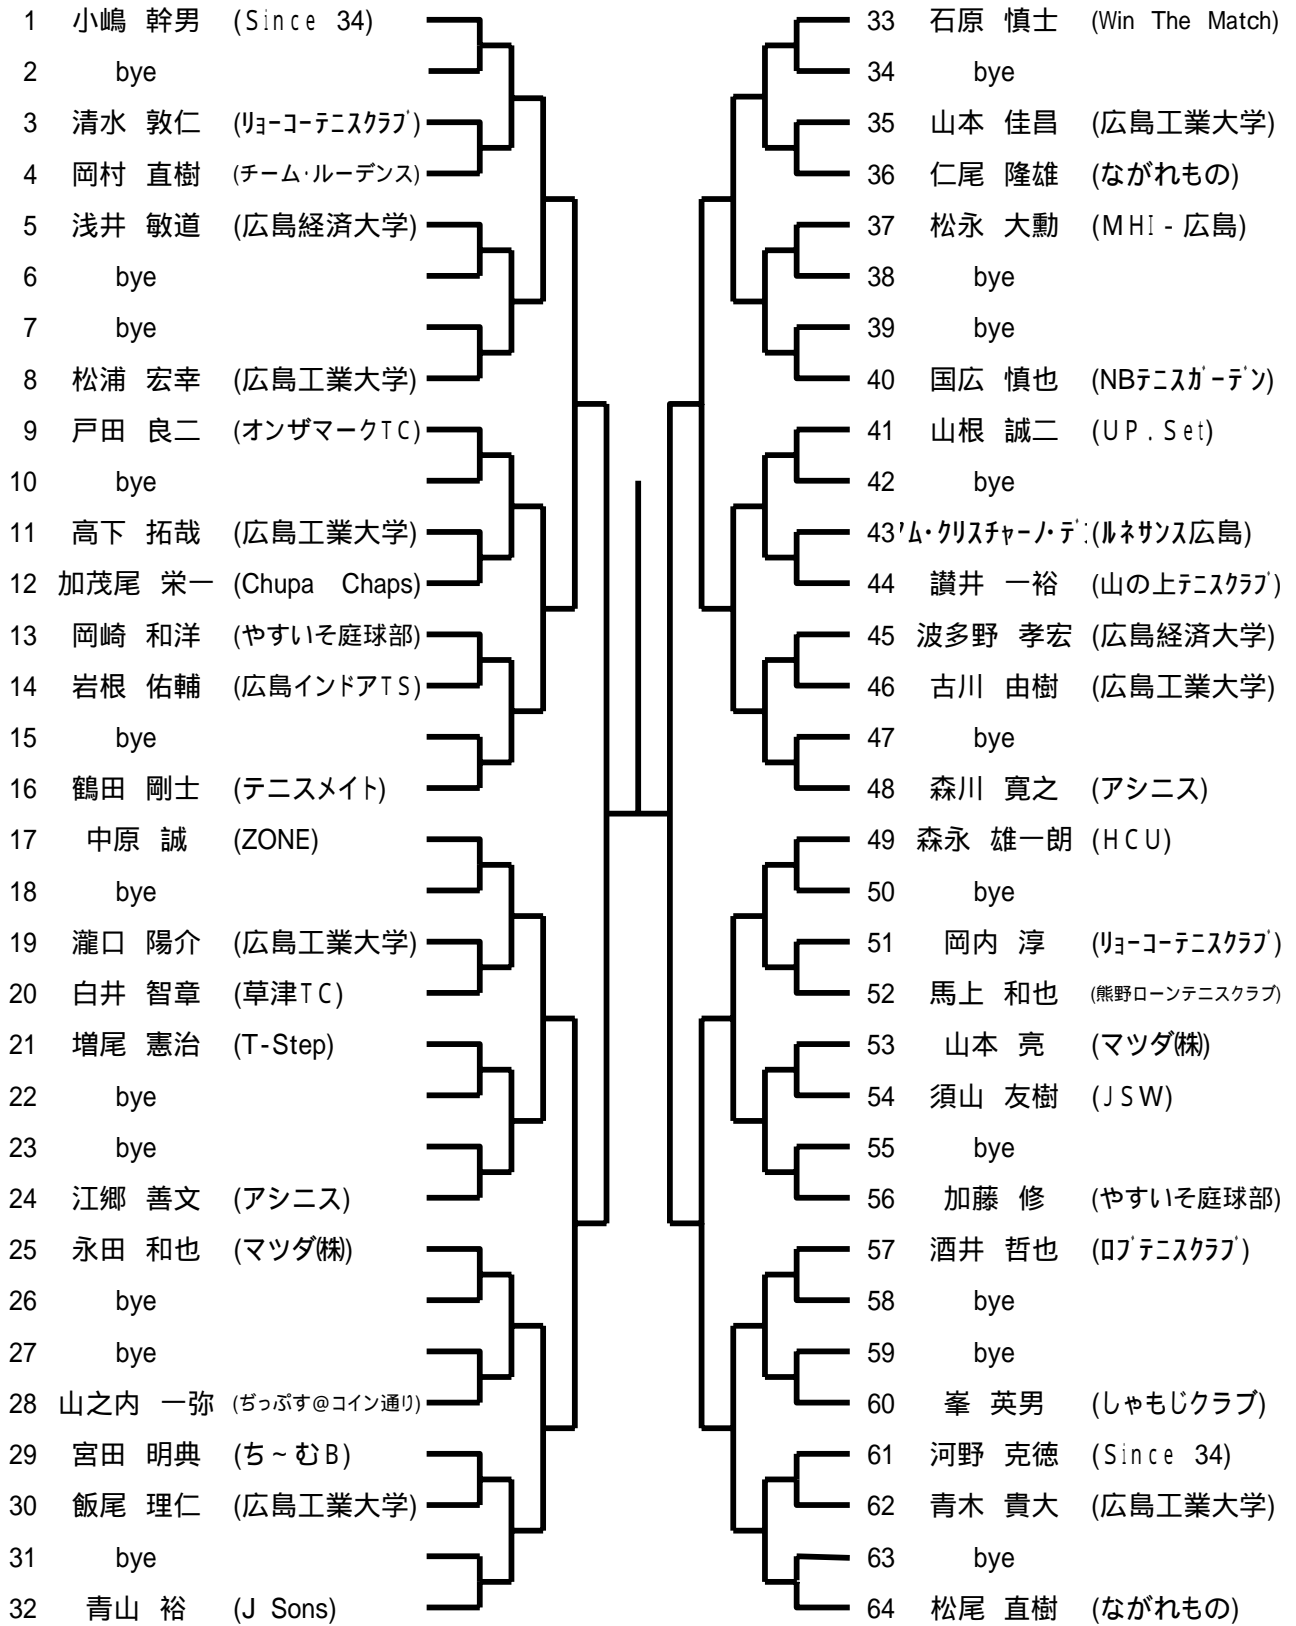 1 小嶋 幹男 (Since 34)
2 bye
3 清水 敦仁 (ﾘｮｰｺｰﾃﾆｽｸﾗﾌﾞ)
4 岡村 直樹 (チーム･ルーデンス)
5 浅井 敏道 (広島経済大学)
6 bye
7 bye
8 松浦 宏幸 (広島工業大学)
9 戸田 良二 (オンザマークTC)
10 bye
11 高下 拓哉 (広島工業大学)
12 加茂尾 栄一 (Chupa Chaps)
13 岡崎 和洋 (やすいそ庭球部)
14 岩根 佑輔 (広島インドアTS)
15 bye
16 鶴田 剛士 (テニスメイト)
17 中原 誠 (ZONE)
18 bye
19 瀧口 陽介 (広島工業大学)
20 白井 智章 (草津TC)
21 増尾 憲治 (T-Step)
22 bye
23 bye
24 江郷 善文 (アシニス)
25 永田 和也 (マツダ㈱)
26 bye
27 bye
28 山之内 一弥 (ぢっぷす@コイン通り)
29 宮田 明典 (ち～むB)
30 飯尾 理仁 (広島工業大学)
31 bye
32 青山 裕 (J Sons)
33 石原 慎士 (Win The Match)
34 bye
35 山本 佳昌 (広島工業大学)
36 仁尾 隆雄 (ながれもの)
37 松永 大勳 (MHI-広島)
38 bye
39 bye
40 国広 慎也 (NBﾃﾆｽｶﾞｰﾃﾞﾝ)
41 山根 誠二 (UP.Set)
42 bye
43 ム･ｸﾘｽﾁｬｰﾉ･ﾃﾞ (ﾙﾈｻﾝｽ広島)
44 讃井 一裕 (山の上ﾃﾆｽｸﾗﾌﾞ)
45 波多野 孝宏 (広島経済大学)
46 古川 由樹 (広島工業大学)
47 bye
48 森川 寛之 (アシニス)
49 森永 雄一朗 (HCU)
50 bye
51 岡内 淳 (ﾘｮｰｺｰﾃﾆｽｸﾗﾌﾞ)
52 馬上 和也 (熊野ローンテニスクラブ)
53 山本 亮 (マツダ㈱)
54 須山 友樹 (JSW)
55 bye
56 加藤 修 (やすいそ庭球部)
57 酒井 哲也 (ﾛﾌﾞﾃﾆｽｸﾗﾌﾞ)
58 bye
59 bye
60 峯 英男 (しゃもじクラブ)
61 河野 克徳 (Since 34)
62 青木 貴大 (広島工業大学)
63 bye
64 松尾 直樹 (ながれもの)